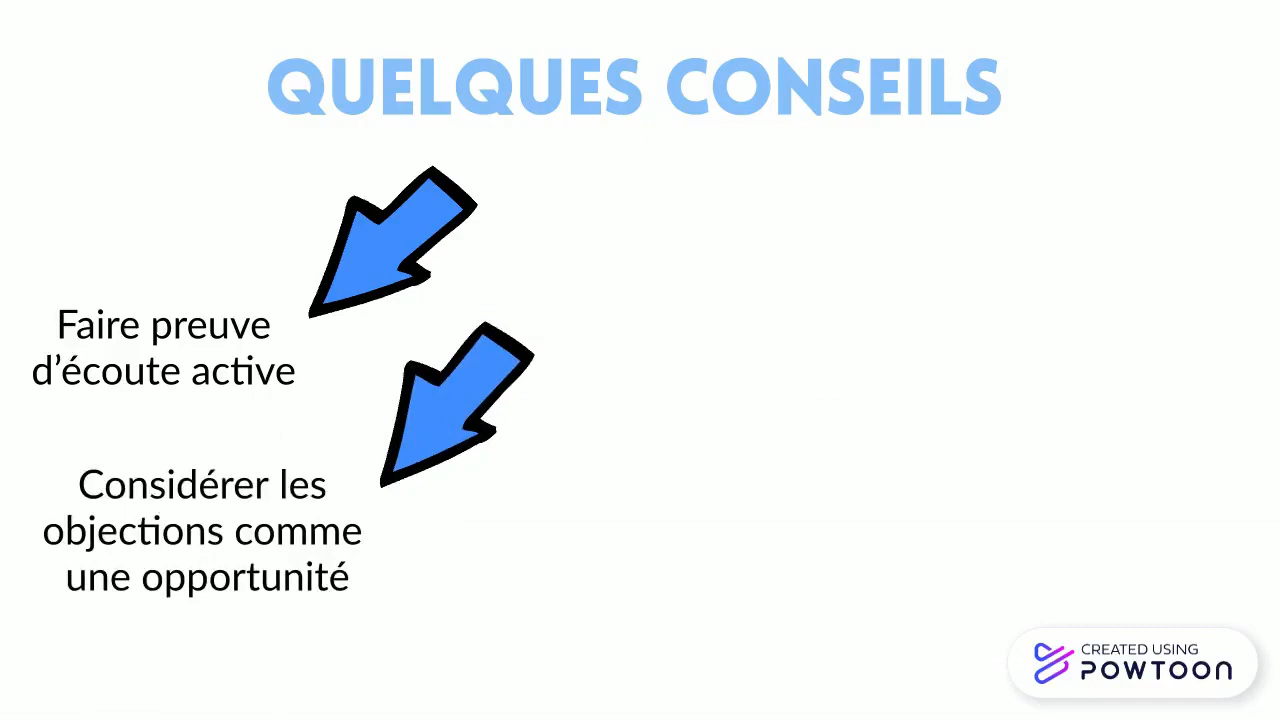 QUELQUES CONSEILS
Faire preuve
d’écoute active
Considérer les
objections comme
une opportunité
CREATED USING
POWTOON